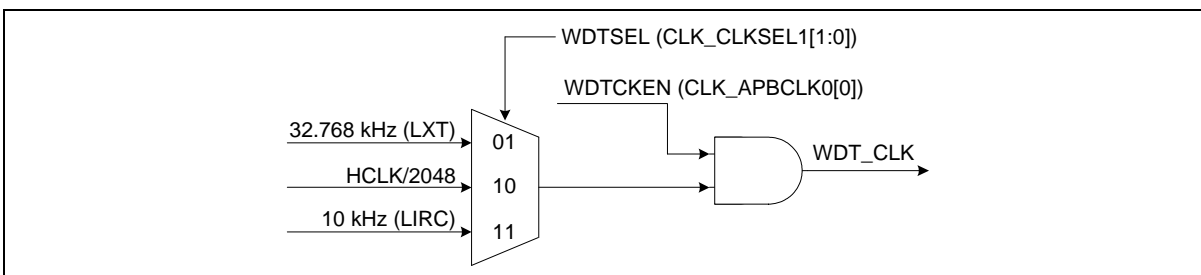 WDTSEL (CLK_CLKSEL1[1:0])
WDTCKEN (CLK_APBCLK0[0])
32.768 kHz (LXT)
01
WDT_CLK
HCLK/2048
10
10 kHz (LIRC)
11